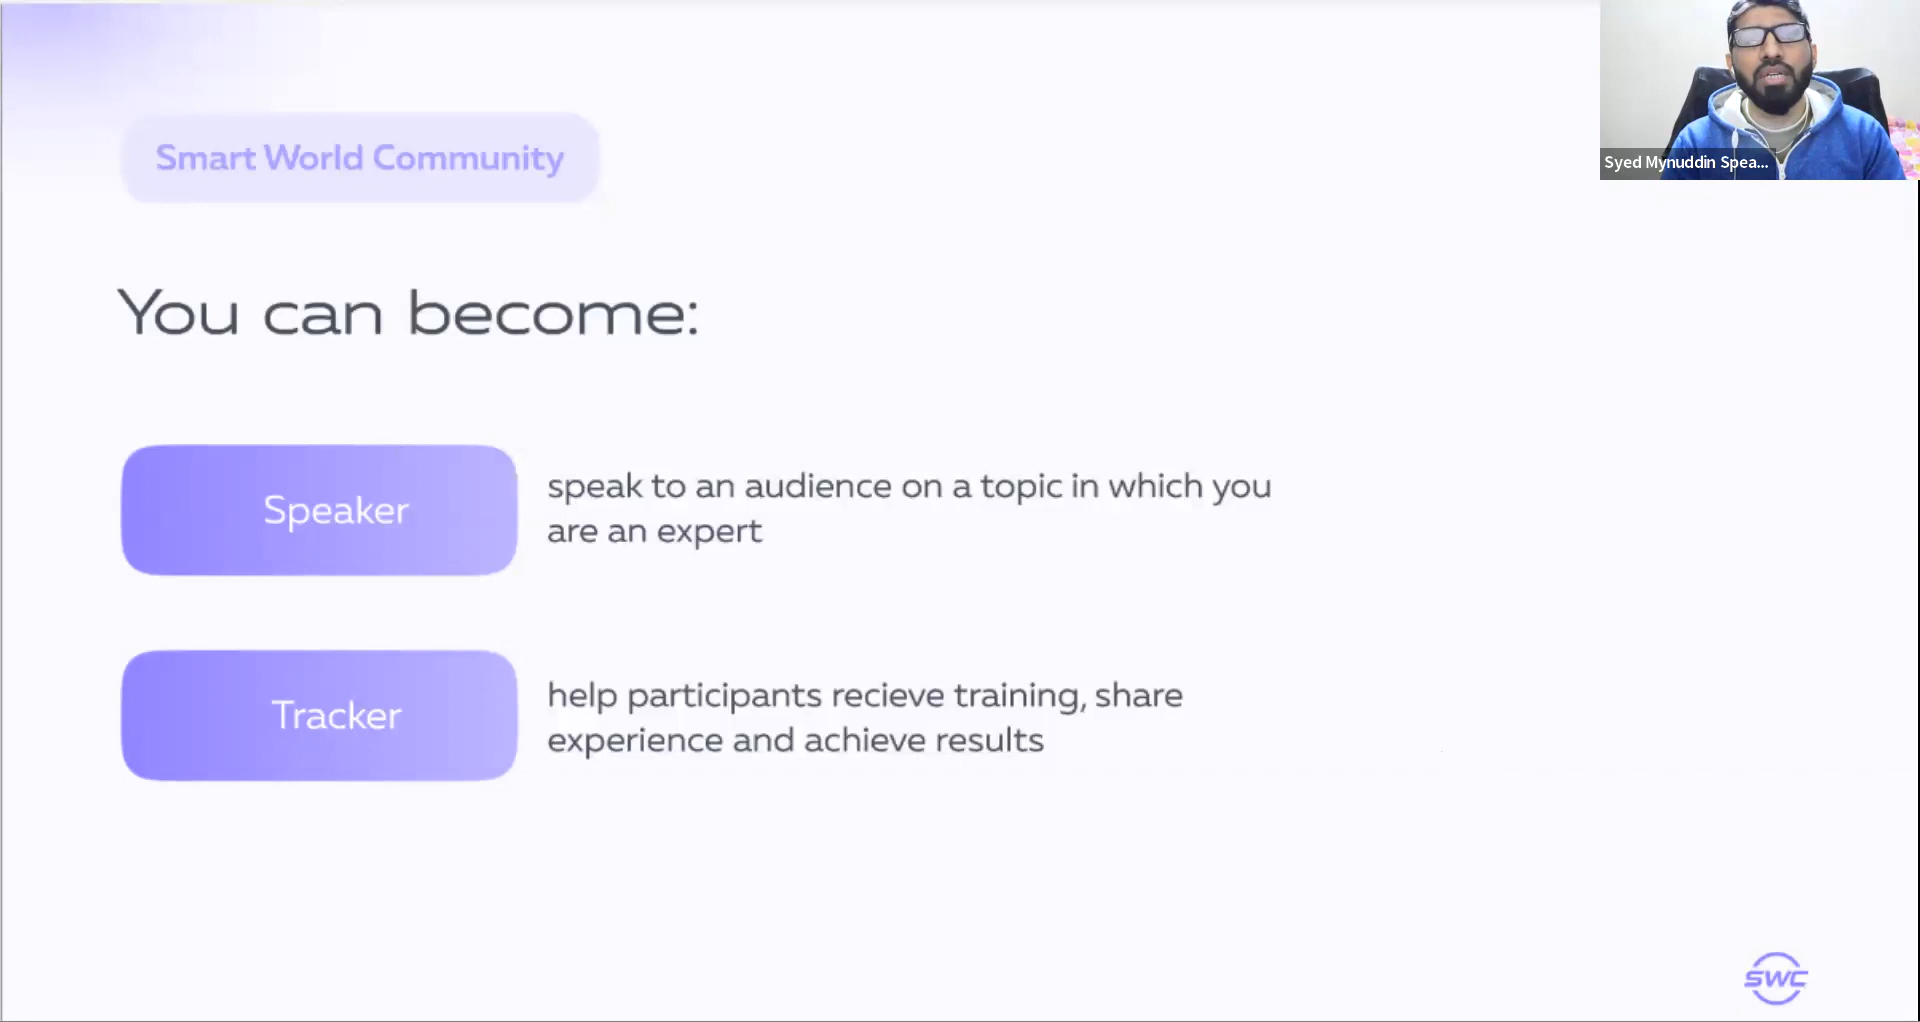 Smart World Community
Syed Mynuddin Spea...
You can become:
Speaker
speak to an audience on a topic in which you
are an expert
Tracker
help participants recieve training, share
experience and achieve results
SWC